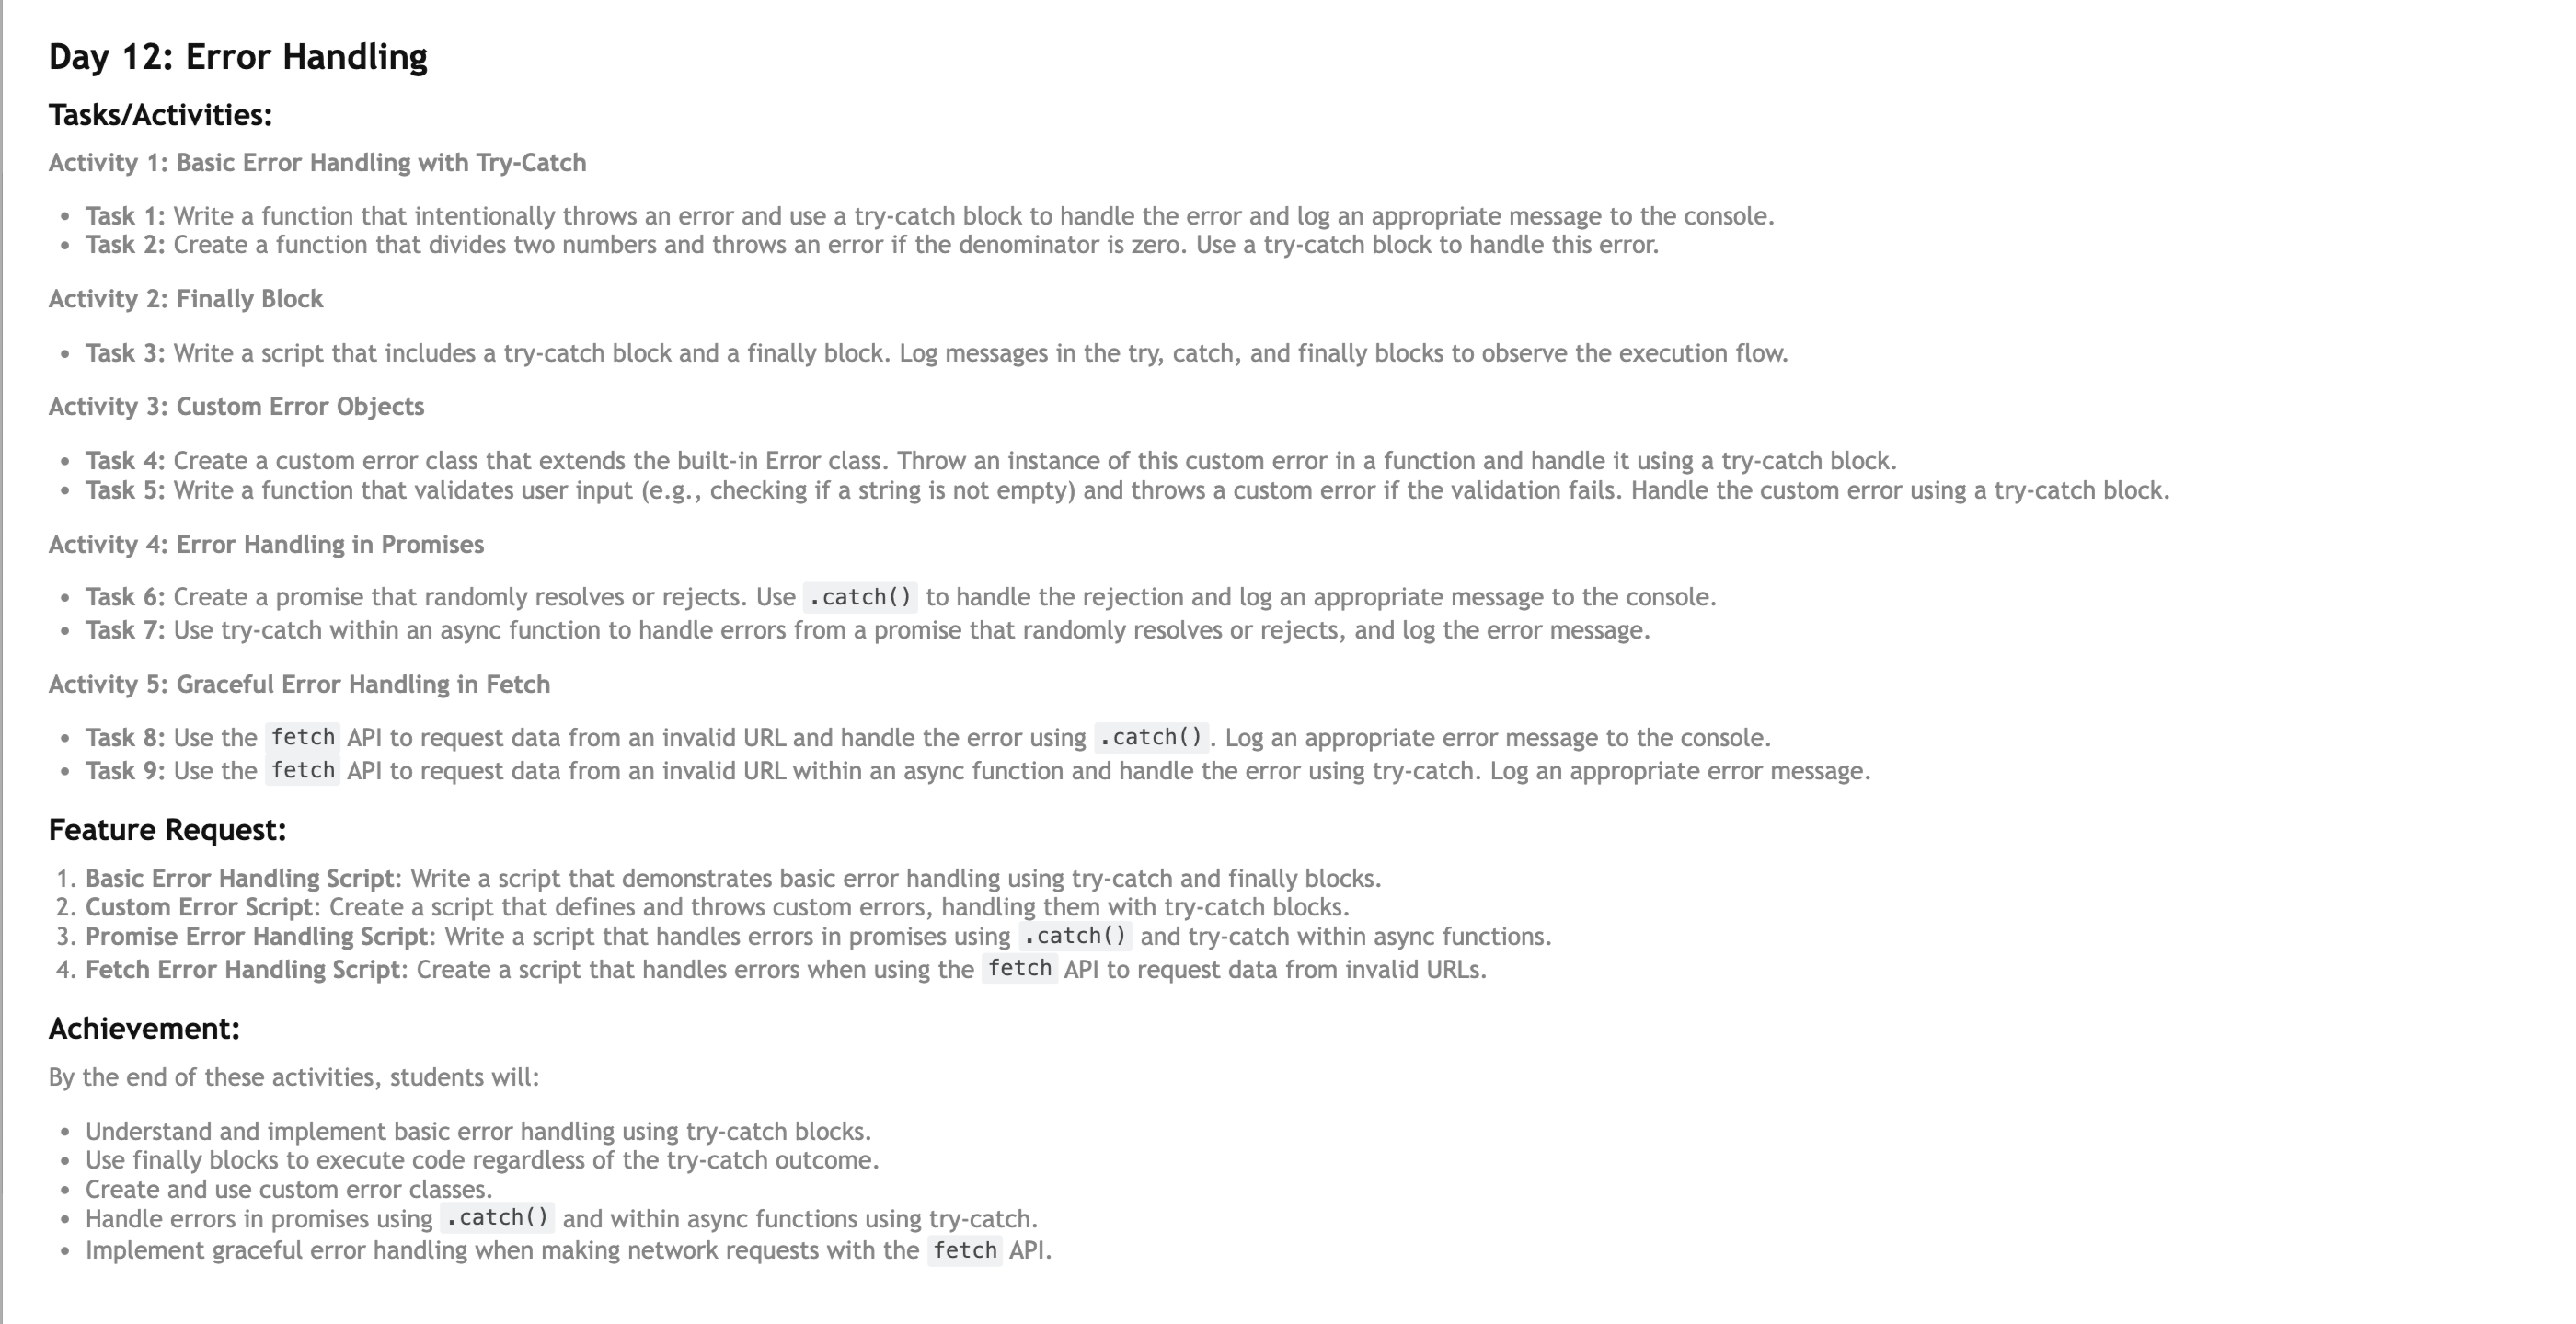 Day 12: Error Handling
Tasks/Activities:
Activity 1: Basic Error Handling with Try-Catch
• Task 1: Write a function that intentionally throws an error and use a try-catch block to handle the error and log an appropriate message to the console.
• Task 2: Create a function that divides two numbers and throws an error if the denominator is zero. Use a try-catch block to handle this error.
Activity 2: Finally Block
• Task 3: Write a script that includes a try-catch block and a finally block. Log messages in the try, catch, and finally blocks to observe the execution flow.
Activity 3: Custom Error Objects
• Task 4: Create a custom error class that extends the built-in Error class. Throw an instance of this custom error in a function and handle it using a try-catch block.
• Task 5: Write a function that validates user input (e.g., checking if a string is not empty) and throws a custom error if the validation fails. Handle the custom error using a try-catch block.
Activity 4: Error Handling in Promises
• Task 6: Create a promise that randomly resolves or rejects. Use .catch() to handle the rejection and log an appropriate message to the console.
• Task 7: Use try-catch within an async function to handle errors from a promise that randomly resolves or rejects, and log the error message.
Activity 5: Graceful Error Handling in Fetch
• Task 8: Use the fetch API to request data from an invalid URL and handle the error using .catch(). Log an appropriate error message to the console.
• Task 9: Use the fetch API to request data from an invalid URL within an async function and handle the error using try-catch. Log an appropriate error message.
Feature Request:
1. Basic Error Handling Script: Write a script that demonstrates basic error handling using try-catch and finally blocks.
2. Custom Error Script: Create a script that defines and throws custom errors, handling them with try-catch blocks.
3. Promise Error Handling Script: Write a script that handles errors in promises using .catch() and try-catch within async functions.
4. Fetch Error Handling Script: Create a script that handles errors when using the fetch API to request data from invalid URLs.
Achievement:
By the end of these activities, students will:
• Understand and implement basic error handling using try-catch blocks.
• Use finally blocks to execute code regardless of the try-catch outcome.
• Create and use custom error classes.
• Handle errors in promises using .catch() and within async functions using try-catch.
• Implement graceful error handling when making network requests with the fetch API.